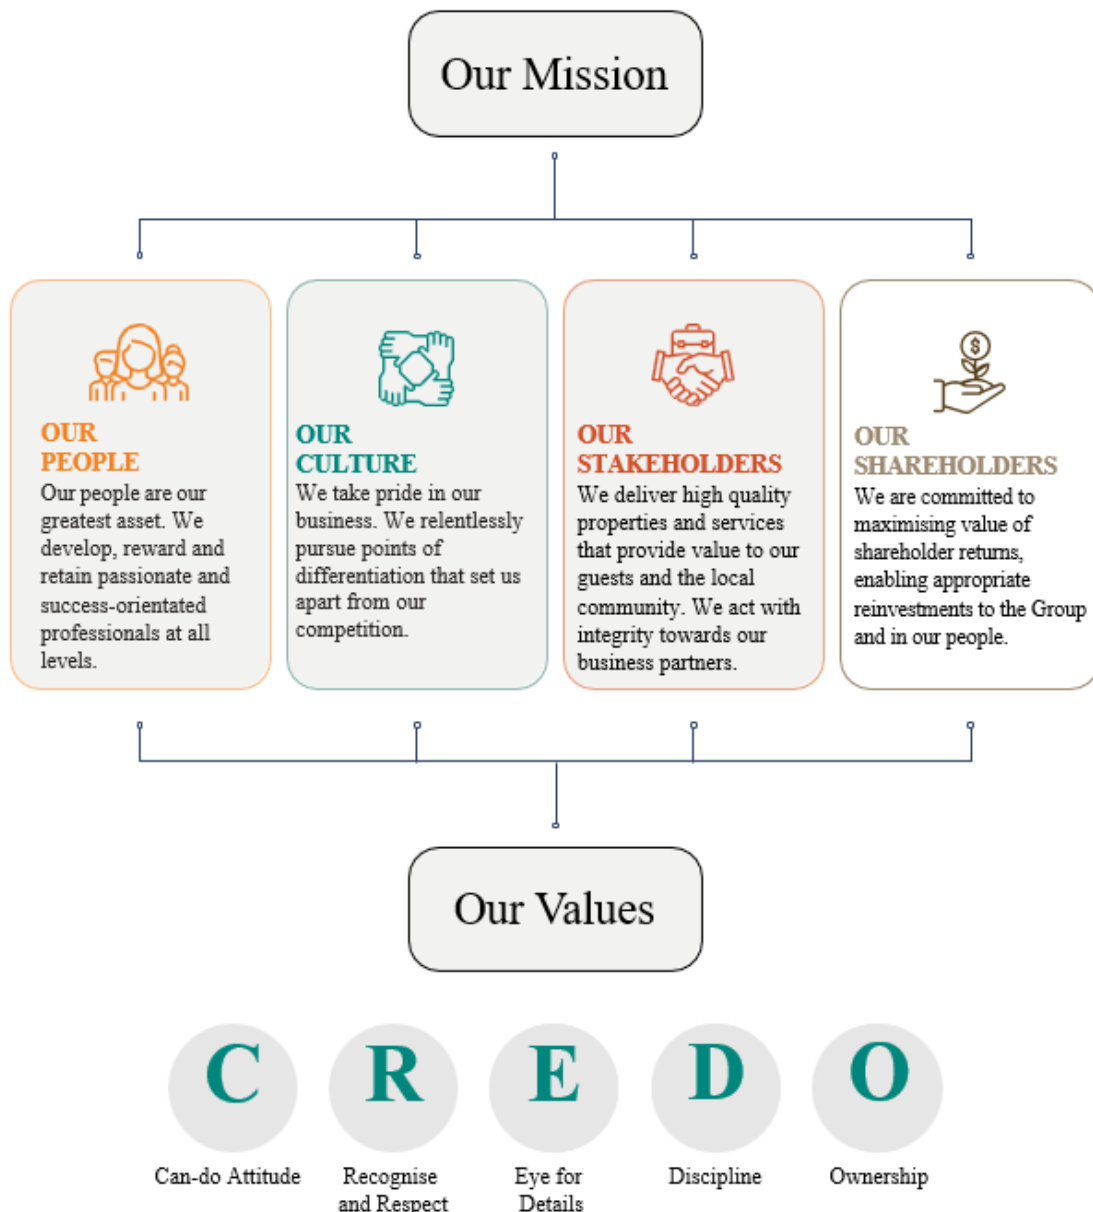 Our Mission
OUR
PEOPLE
Our people are our
greatest asset. We
develop, reward and
retain passionate and
success-orientated
professionals at all
levels.
OUR
CULTURE
We take pride in our
business. We relentlessly
pursue points of
differentiation that set us
apart from our
competition.
OUR
STAKEHOLDERS
We deliver high quality
properties and services
that provide value to our
guests and the local
community. We act with
integrity towards our
business partners.
$
OUR
SHAREHOLDERS
We are committed to
maximising value of
shareholder returns,
enabling appropriate
reinvestments to the Group
and in our people.
Our Values
C
R
E
D
O
Can-do Attitude
Recognise
and Respect
Eye for
Details
Discipline
Ownership